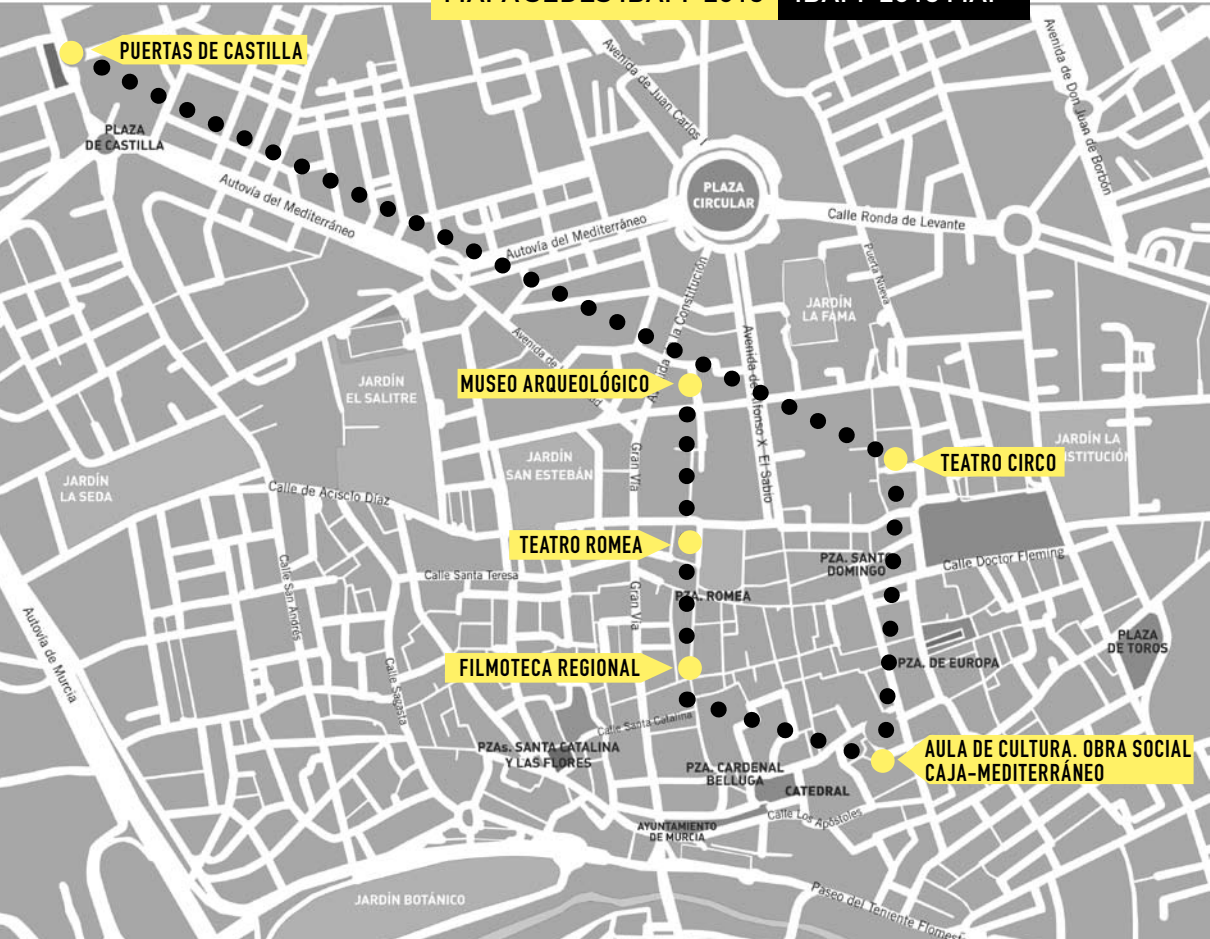 PUERTAS DE CASTILLA
PLAZA
DE CASTILLA
Autovía del Mediterráneo
Avenida de Juan Carlos I
Avenida de Don Juan de Borbón
PLAZA
CIRCULAR
Autovía del Mediterráneo
Calle Ronda de Levante
Puerta Nueva
JARDÍN
LA FAMA
la Constitución
Avenida de
MUSEO ARQUEOLÓGICO
JARDÍN
EL SALITRE
Alfonso X El Sabio
TEATRO CIRCO
JARDÍN LA
JARDÍN
SAN ESTEBÁN
Gran Vía
JARDÍN
LA SEDA
Calle de Acisclo Díaz
TEATRO ROMEA
PZA. SANTO
DOMINGO
Calle Doctor Fleming
Calle Santa Teresa
Calle San Andrés
Gran Vía
PZA. ROMEA
Autovía de Murcia
PLAZA
DE TOROS
FILMOTECA REGIONAL
PZA. DE EUROPA
Calle Sagasta
Calle Santa Catalina
PZAs. SANTA CATALINA
Y LAS FLORES
AULA DE CULTURA. OBRA SOCIAL
CAJA-MEDITERRÁNEO
PZA. CARDENAL
BELLUGA
CATEDRAL
Calle Los Apóstoles
AYUNTAMIENTO
DE MURCIA
JARDÍN BOTÁNICO
Paseo del Teniente